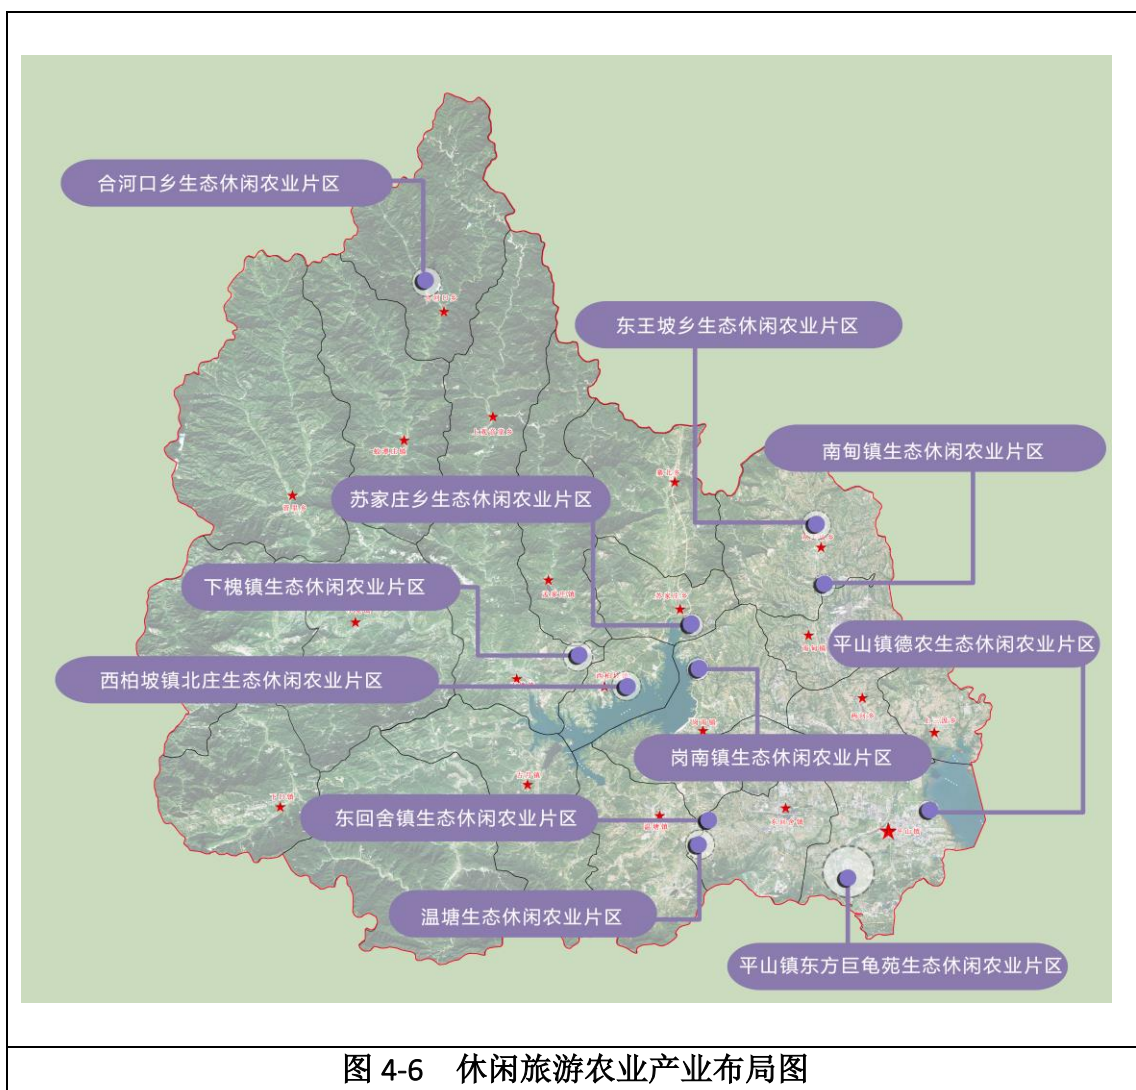 合河口乡生态休闲农业片区
东王坡乡生态休闲农业片区
南甸镇生态休闲农业片区
苏家庄乡生态休闲农业片区
下槐镇生态休闲农业片区
平山镇德农生态休闲农业片区
西柏坡镇北庄生态休闲农业片区
岗南镇生态休闲农业片区
东回舍镇生态休闲农业片区
平山镇
温塘生态休闲农业片区
平山镇东方巨龟苑生态休闲农业片区
图 4-6 休闲旅游农业产业布局图